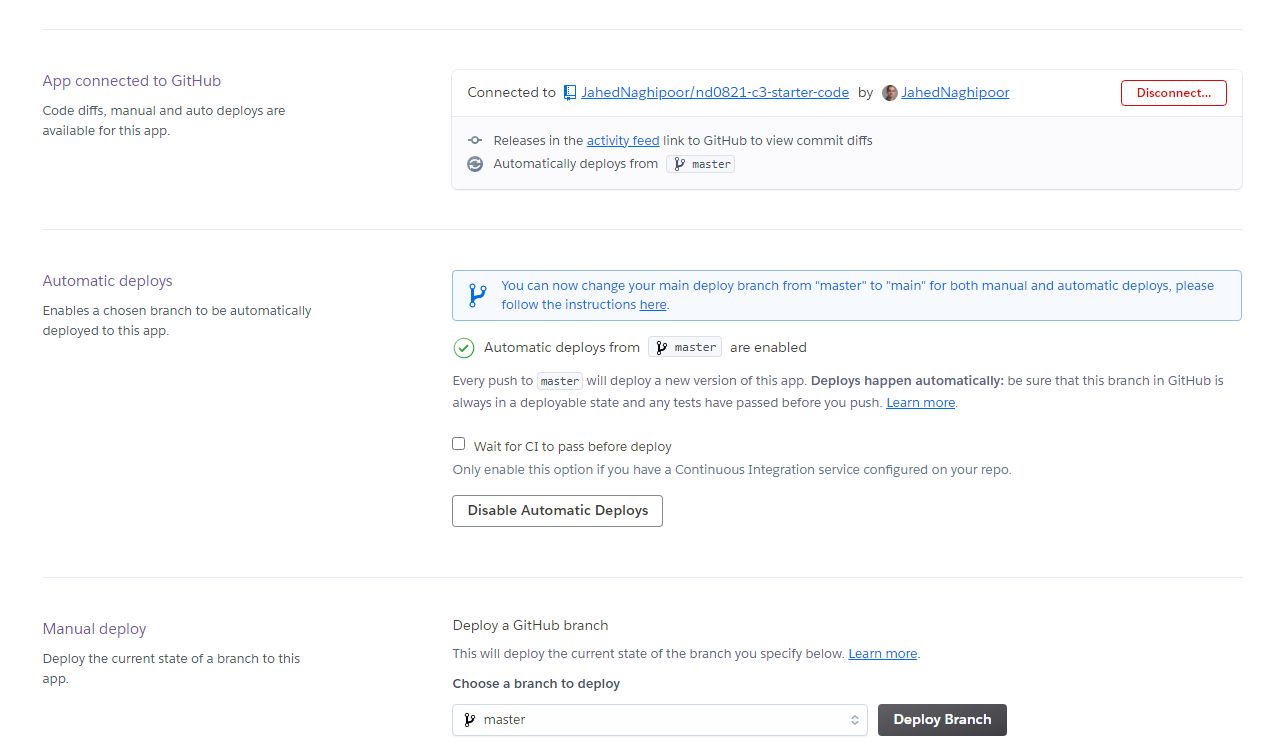 App connected to GitHub
Code diffs, manual and auto deploys are
available for this app.
Connected to JahedNaghipoor/nd0821-c3-starter-code by JahedNaghipoor
Disconnect...
Releases in the activity feed link to GitHub to view commit diffs
Automatically deploys from master
Automatic deploys
Enables a chosen branch to be automatically
deployed to this app.
You can now change your main deploy branch from "master" to "main" for both manual and automatic deploys, please
follow the instructions here.
Automatic deploys from master are enabled
Every push to master will deploy a new version of this app. Deploys happen automatically: be sure that this branch in GitHub is
always in a deployable state and any tests have passed before you push. Learn more.
Wait for CI to pass before deploy
Only enable this option if you have a Continuous Integration service configured on your repo.
Disable Automatic Deploys
Manual deploy
Deploy the current state of a branch to this
app.
Deploy a GitHub branch
This will deploy the current state of the branch you specify below. Learn more.
Choose a branch to deploy
master
Deploy Branch